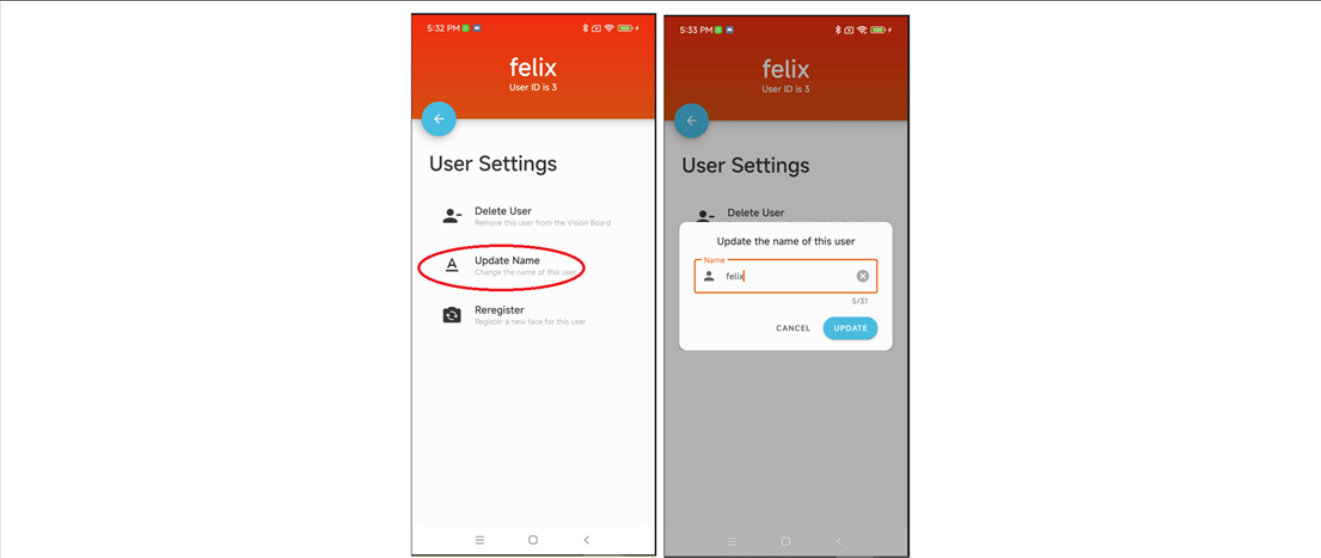 5:32 PM
felix
User ID is 3
User Settings
Delete User
Remove this user from the Vision Board
Update Name
Change the name of this user
Reregister
Register a new face for this user
5:33 PM
felix
User ID is 3
User Settings
Delete User
Update the name of this user
Name
felix
5/31
CANCEL
UPDATE